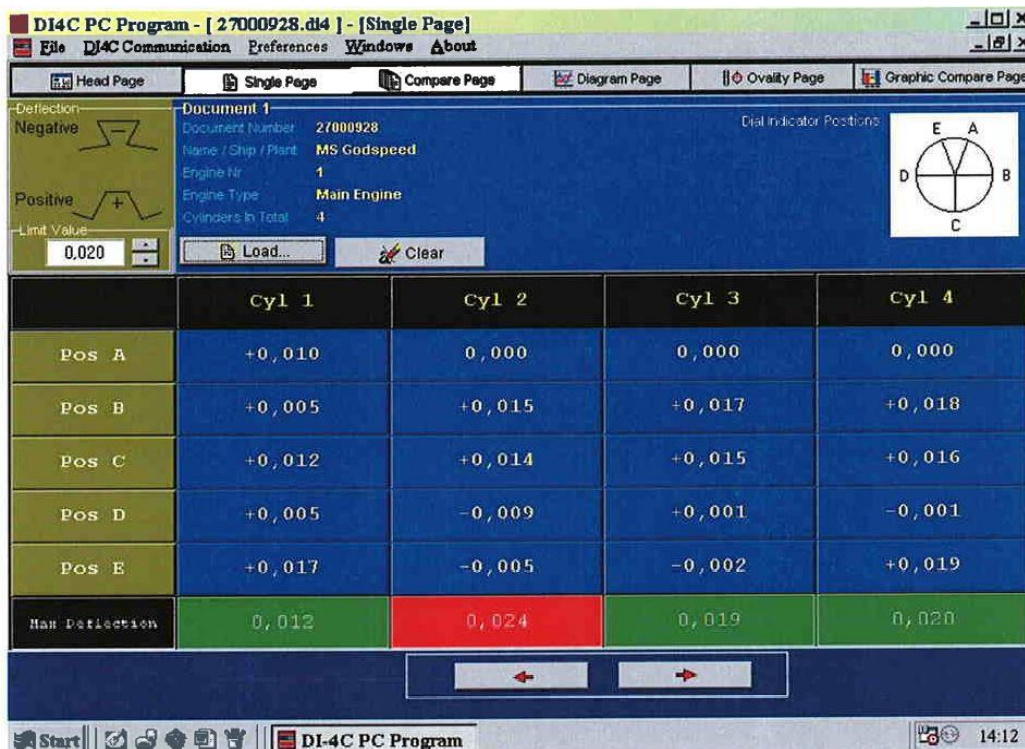 DI4C PC Program - [ 27000928.di4 ] - [Single Page]
File DI4C Communication Preferences Windows About
Head Page Single Page Compare Page Diagram Page Ovality Page Graphic Compare Page
Deflection
Negative
Positive
Limit Value
0,020
Document 1
Document Number 27000928
Name / Ship / Plant MS Godspeed
Engine Nr 1
Engine Type Main Engine
Cylinders In Total 4
Load... Clear
Dial Indicator Positions
E A
D B
C
Cyl 1 Cyl 2 Cyl 3 Cyl 4
Pos A +0,010 0,000 0,000 0,000
Pos B +0,005 +0,015 +0,017 +0,018
Pos C +0,012 +0,014 +0,015 +0,016
Pos D +0,005 -0,009 +0,001 -0,001
Pos E +0,017 -0,005 -0,002 +0,019
Max Deflection 0,012 0,024 0,019 0,020
Start DI-4C PC Program 14:12